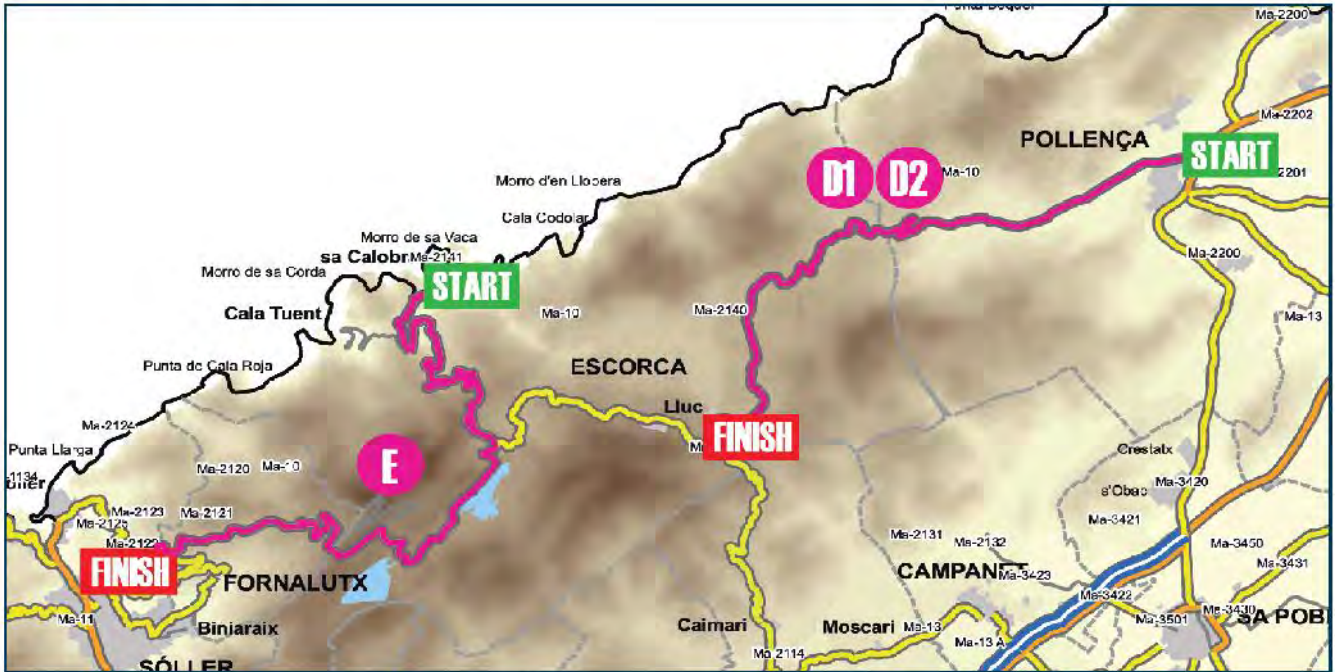 Ma-2200
Ma-2202
POLLENÇA
START
2201
D1
D2
Ma-10
Morro d'en Llobera
Cala Codolar
Morro de sa Vaca
sa Calobr
Ma-2141
START
Morro de sa Corda
Cala Tuent
Ma-10
Ma-2140
Ma-2200
Ma-13
Punta de Cala Roja
ESCORCA
Lluc
FINISH
Ma-2124
Punta Llarga
1134
Ma-2120
Ma-10
E
Crestatx
s'Obac
Ma-3420
Ma-3421
Ma-2123
Ma-2121
Ma-2125
Ma-2122
FINISH
FORNALUTX
Ma-2131
Ma-2132
Ma-3450
Ma-3431
CAMPANET
Ma-3423
Ma-3422
Ma-3430
Ma-11
Biniaraix
Caimari
Moscari
Ma-13
Ma-13 A
Ma-3501
SA POB
SÓLLER
Ma-2114